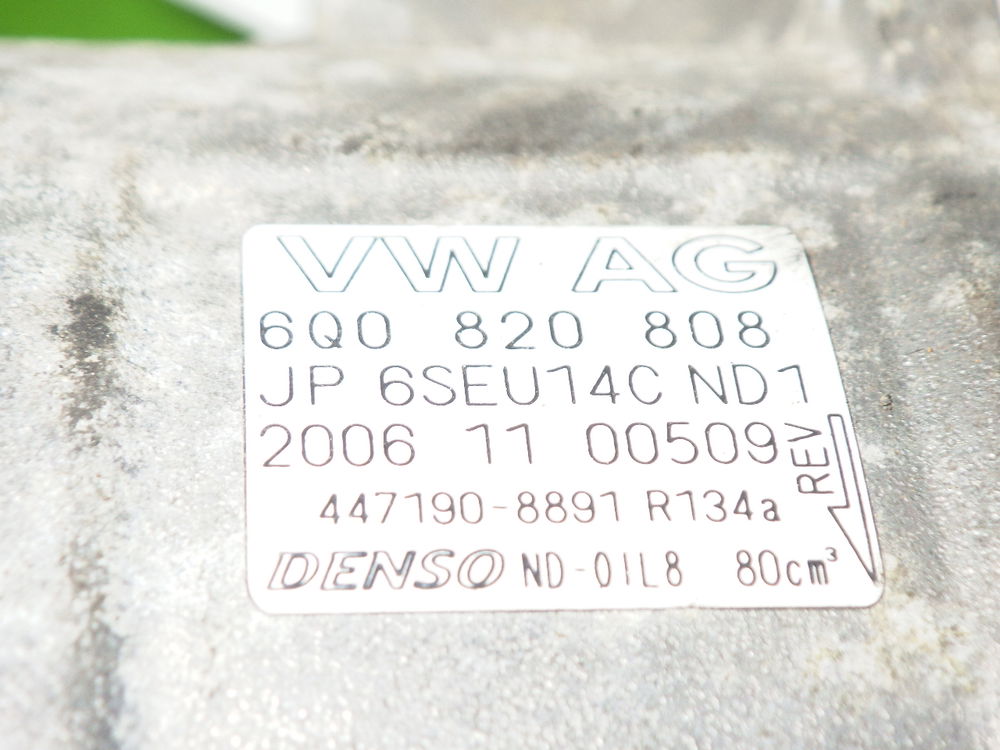 VW AG
6Q0 820 808
JP 6SEU14C ND1
2006 11 00509
REV
447190-8891 R134a
DENSO ND-OIL8 80cm³